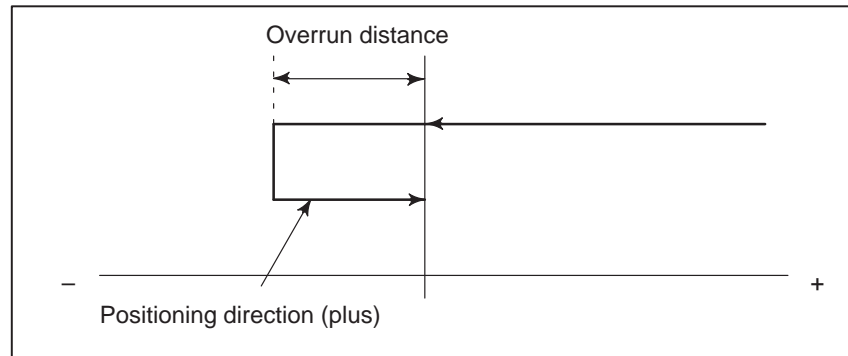 Overrun distance
– +
Positioning direction (plus)